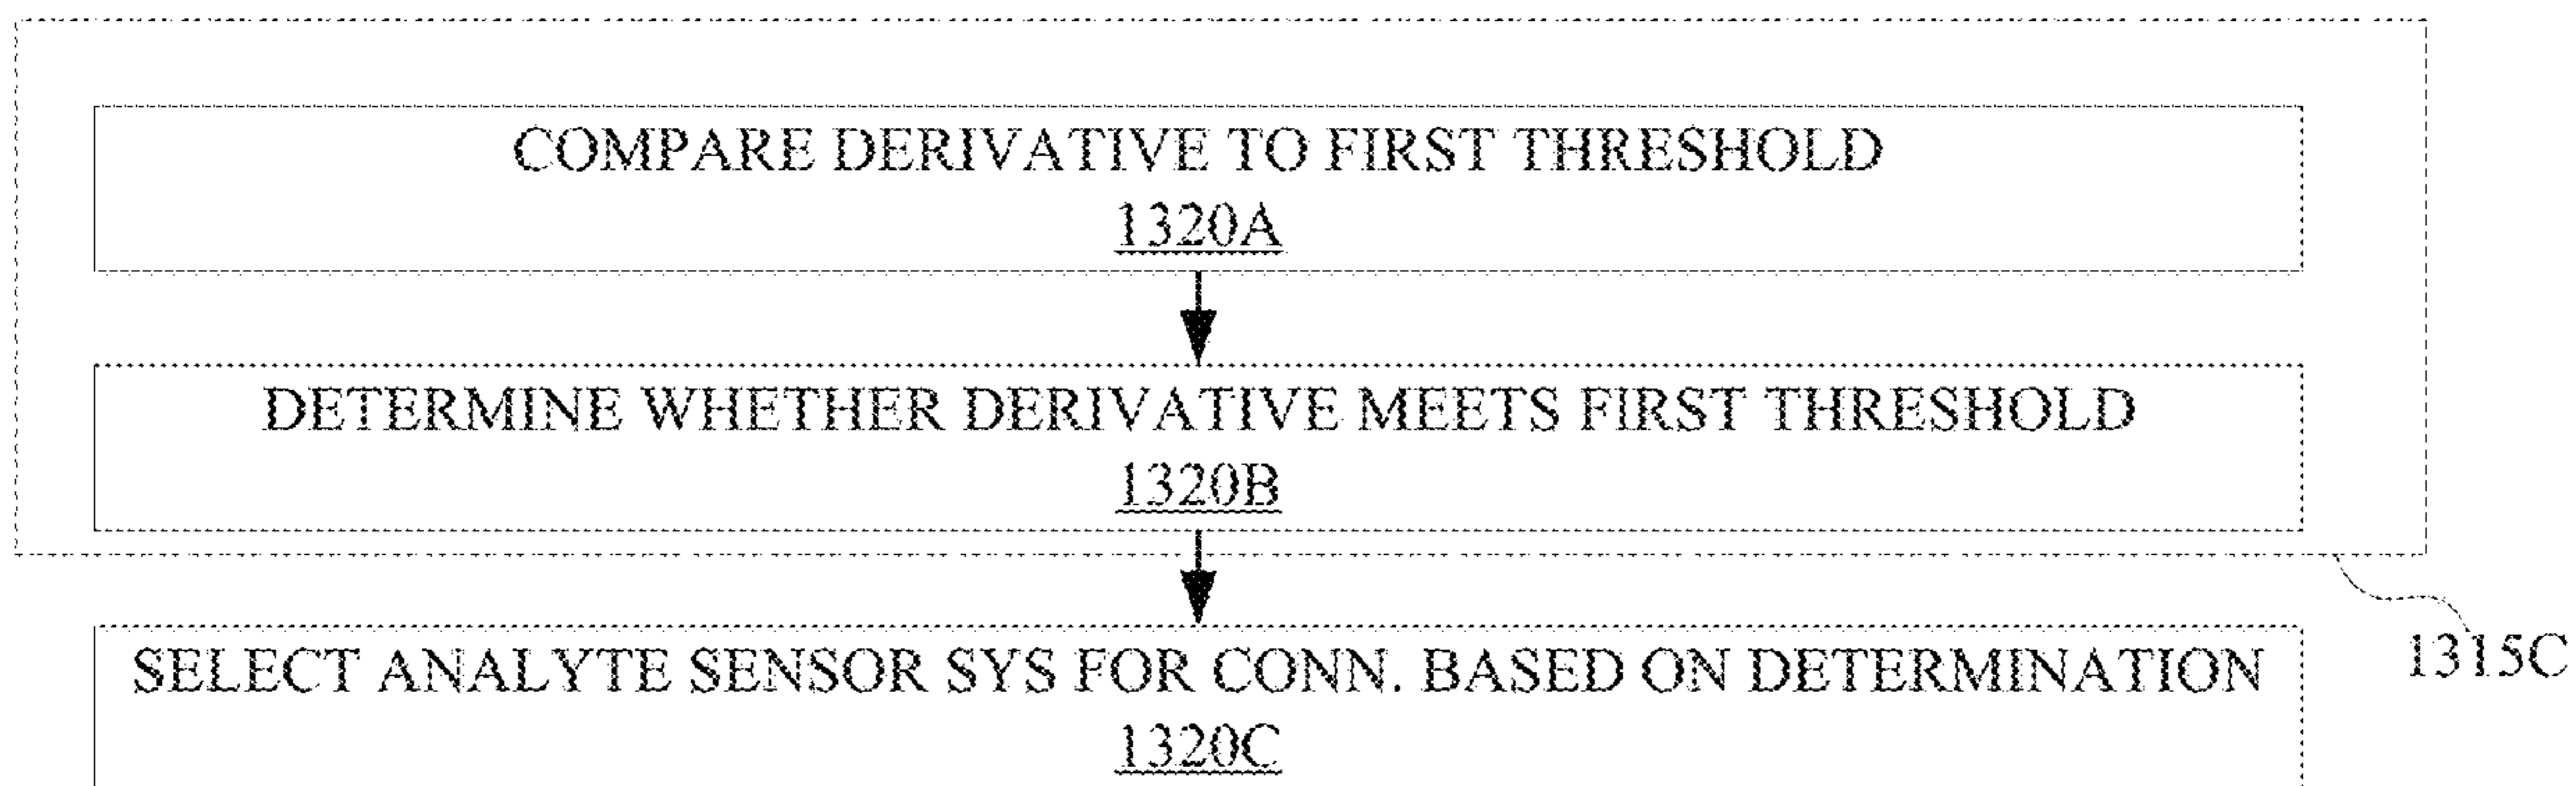 COMPARE DERIVATIVE TO FIRST THRESHOLD
1320A
DETERMINE WHETHER DERIVATIVE MEETS FIRST THRESHOLD
1320B
SELECT ANALYTE SENSOR SYS FOR CONN. BASED ON DETERMINATION
1315C
1320C